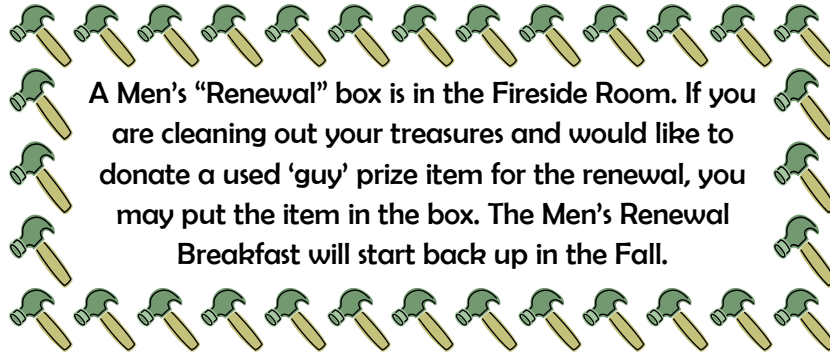 A Men’s “Renewal” box is in the Fireside Room. If you
are cleaning out your treasures and would like to
donate a used ‘guy’ prize item for the renewal, you
may put the item in the box. The Men’s Renewal
Breakfast will start back up in the Fall.